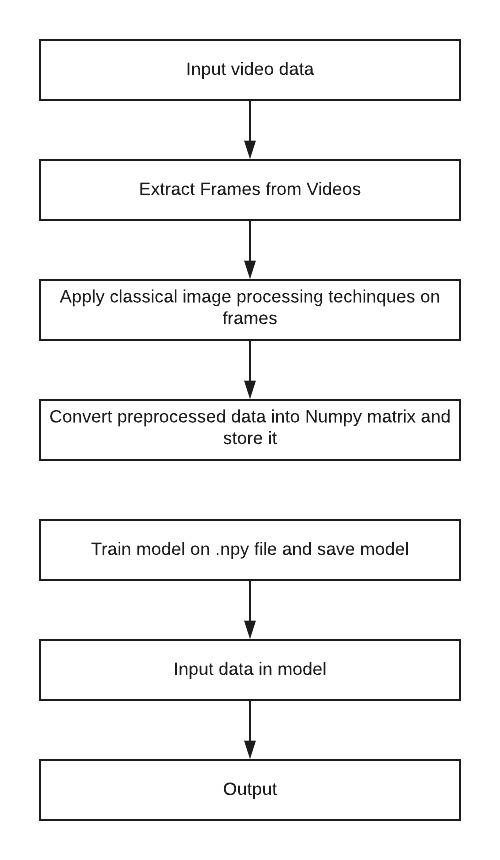 Input video data
Extract Frames from Videos
Apply classical image processing techinques on
frames
Convert preprocessed data into Numpy matrix and
store it
Train model on .npy file and save model
Input data in model
Output